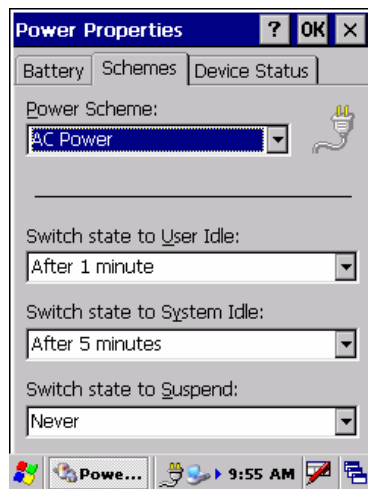 Power Properties ? OK ×
Battery Schemes Device Status
Power Scheme:
AC Power
Switch state to User Idle:
After 1 minute
Switch state to System Idle:
After 5 minutes
Switch state to Suspend:
Never
Powe... 9:55 AM